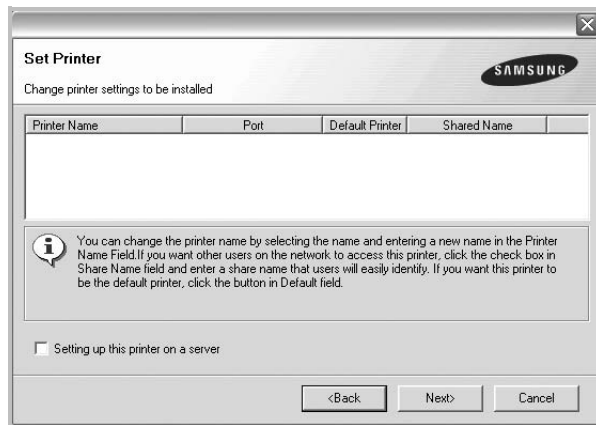 Set Printer
SAMSUNG
Change printer settings to be installed
Printer Name Port Default Printer Shared Name
You can change the printer name by selecting the name and entering a new name in the Printer
Name Field.If you want other users on the network to access this printer, click the check box in
Share Name field and enter a share name that users will easily identify. If you want this printer to
be the default printer, click the button in Default field.
Setting up this printer on a server
<Back Next> Cancel